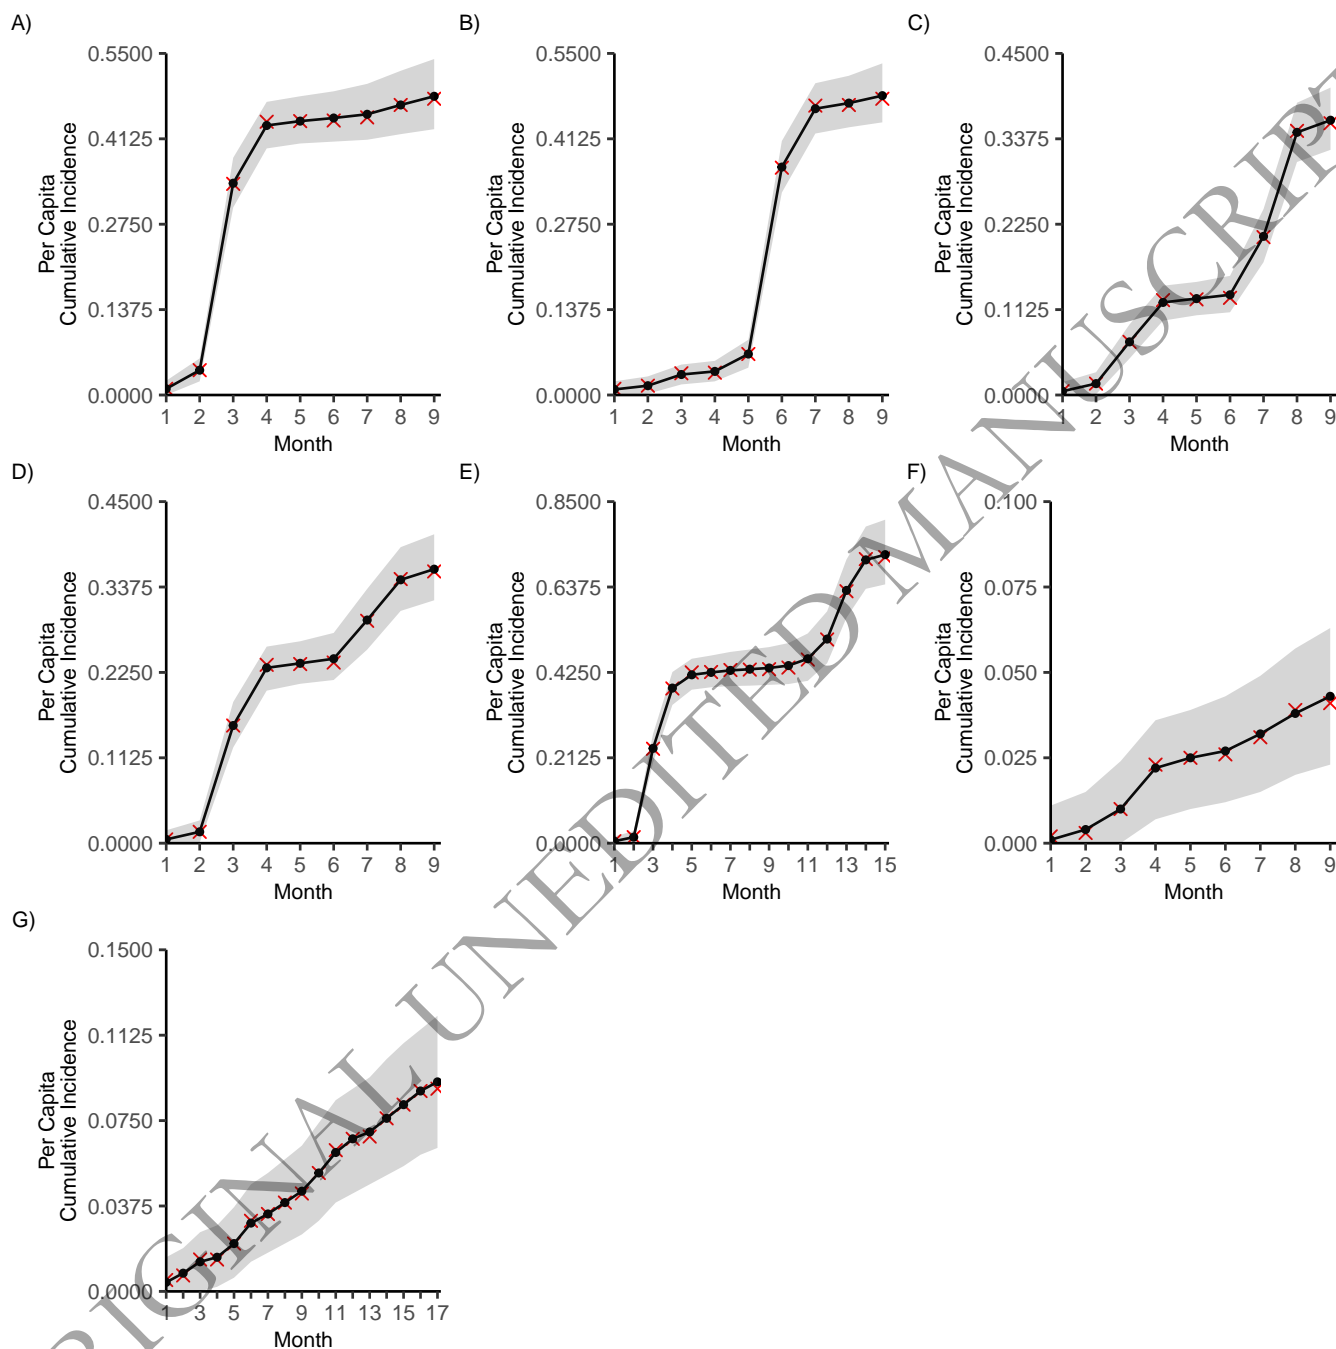 A)
0.5500
0.4125
0.2750
0.1375
0.0000
Per Capita
Cumulative Incidence
1 2 3 4 5 6 7 8 9
Month
B)
0.5500
0.4125
0.2750
0.1375
0.0000
Per Capita
Cumulative Incidence
1 2 3 4 5 6 7 8 9
Month
C)
0.4500
0.3375
0.2250
0.1125
0.0000
Per Capita
Cumulative Incidence
1 2 3 4 5 6 7 8 9
Month
D)
0.4500
0.3375
0.2250
0.1125
0.0000
Per Capita
Cumulative Incidence
1 2 3 4 5 6 7 8 9
Month
E)
0.8500
0.6375
0.4250
0.2125
0.0000
Per Capita
Cumulative Incidence
1 3 5 7 9 11 13 15
Month
F)
0.100
0.075
0.050
0.025
0.000
Per Capita
Cumulative Incidence
1 2 3 4 5 6 7 8 9
Month
G)
0.1500
0.1125
0.0750
0.0375
0.0000
Per Capita
Cumulative Incidence
1 3 5 7 9 11 13 15 17
Month
RIGINAL UNEDITED MANUSCRIPT